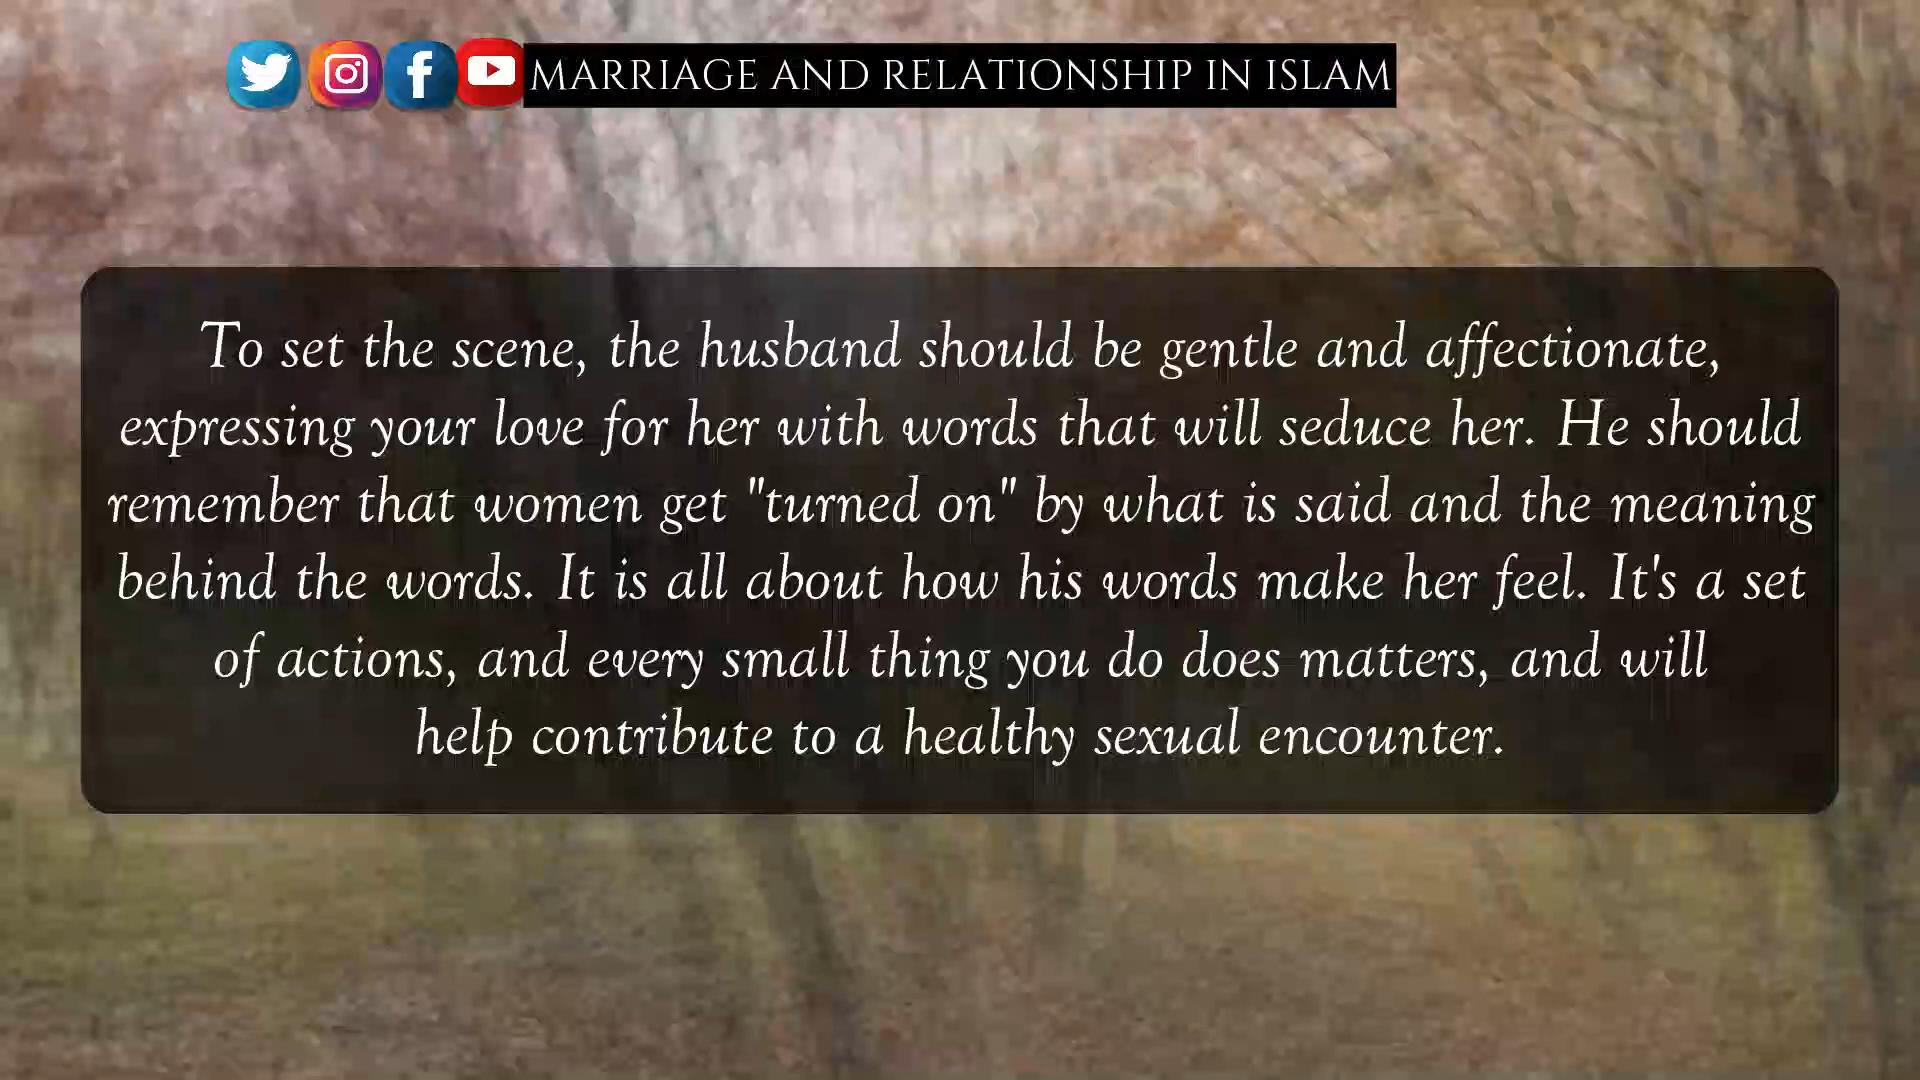 MARRIAGE AND RELATIONSHIP IN ISLAM
To set the scene, the husband should be gentle and affectionate,
expressing your love for her with words that will seduce her. He should
remember that women get "turned on" by what is said and the meaning
behind the words. It is all about how his words make her feel. It's a set
of actions, and every small thing you do does matters, and will
help contribute to a healthy sexual encounter.